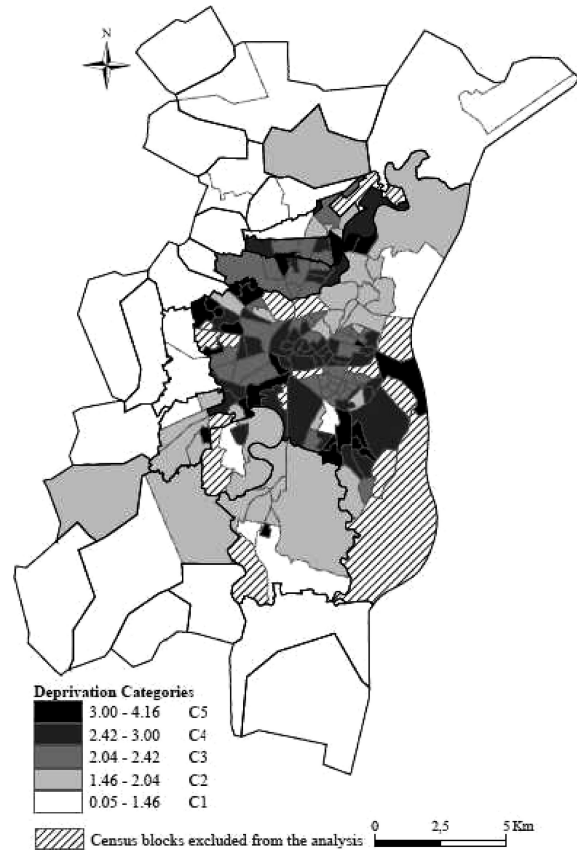 N
Deprivation Categories
3.00 - 4.16 C5
2.42 - 3.00 C4
2.04 - 2.42 C3
1.46 - 2.04 C2
0.05 - 1.46 C1
Census blocks excluded from the analysis
0 2,5 5 Km